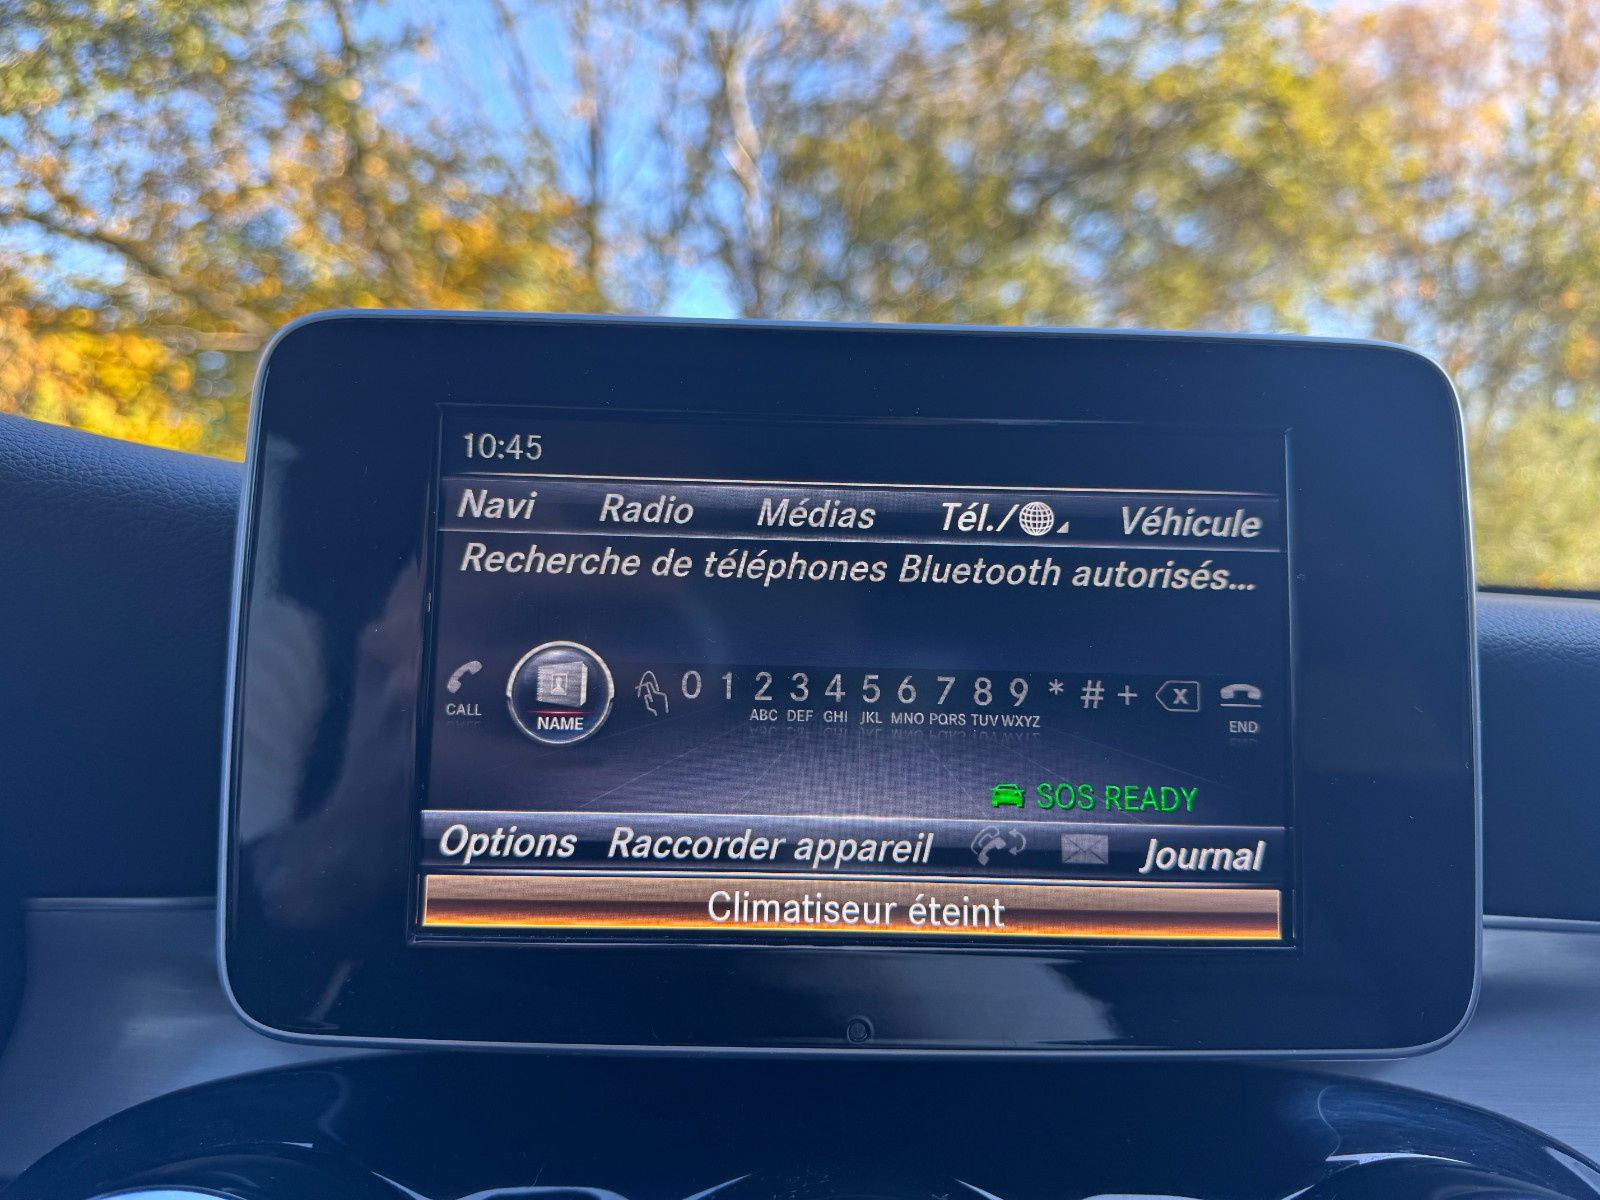 10:45
Navi Radio Médias Tél./ Véhicule
Recherche de téléphones Bluetooth autorisés...
0 1 2 3 4 5 6 7 8 9 * # + x
CALL NAME ABC DEF GHI JKL MNO PQRS TUV WXYZ END
SOS READY
Options Raccorder appareil Journal
Climatiseur éteint